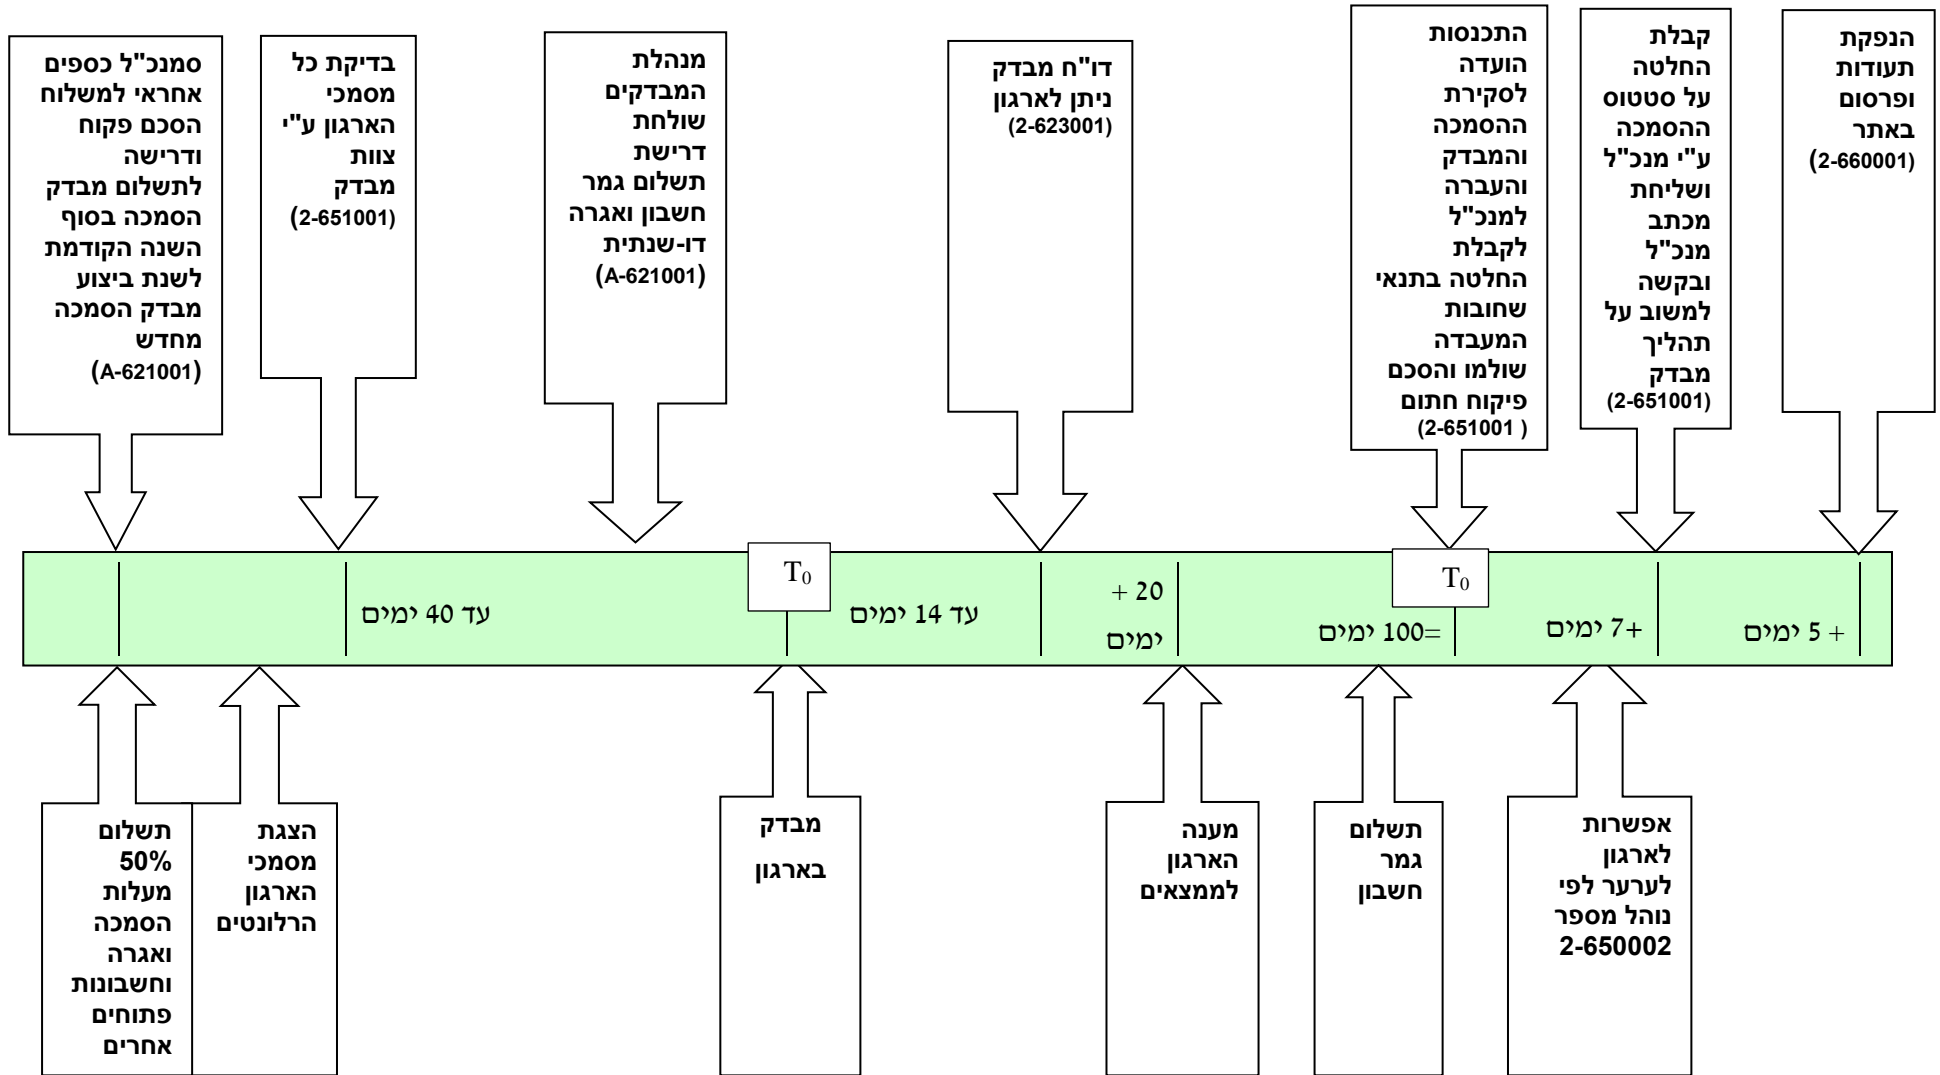 סמנכ"ל כספים
אחראי למשלוח
הסכם פקוח
ודרישה
לתשלום מבדק
הסמכה בסוף
השנה הקודמת
לשנת ביצוע
מבדק הסמכה
מחדש
(A-621001)
בדיקת כל
מסמכי
הארגון ע"י
צוות
מבדק
(2-651001)
מנהלת
המבדקים
שולחת
דרישת
תשלום גמר
חשבון ואגרה
דו-שנתית
(A-621001)
דו"ח מבדק
ניתן לארגון
(2-623001)
התכנסות
הועדה
לסקירת
ההסמכה
והמבדק
והעברה
למנכ"ל
לקבלת
החלטה בתנאי
שחובות
המעבדה
שולמו והסכם
פיקוח חתום
(2-651001 )
קבלת
החלטה
על סטטוס
ההסמכה
ע"י מנכ"ל
ושליחת
מכתב
מנכ"ל
ובקשה
למשוב על
תהליך
מבדק
(2-651001)
הנפקת
תעודות
ופרסום
באתר
(2-660001)
עד 40 ימים
T₀
עד 14 ימים
+ 20
ימים
=100 ימים
T₀
+7 ימים
+ 5 ימים
תשלום
50%
מעלות
הסמכה
ואגרה
וחשבונות
פתוחים
אחרים
הצגת
מסמכי
הארגון
הרלונטים
מבדק
בארגון
מענה
הארגון
לממצאים
תשלום
גמר
חשבון
אפשרות
לארגון
לערער לפי
נוהל מספר
2-650002